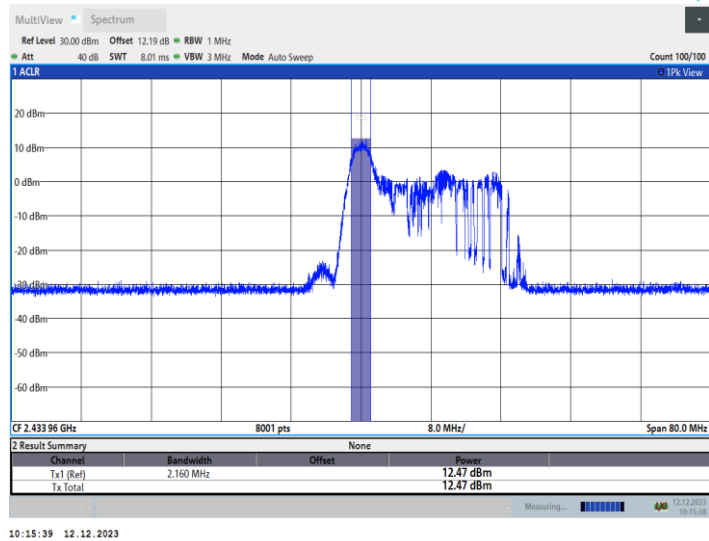 MultiView Spectrum
Ref Level 30.00 dBm Offset 12.19 dB RBW 1 MHz
Att 40 dB SWT 8.01 ms VBW 3 MHz Mode Auto Sweep Count 100/100
1 ACLR 1Pk View
20 dBm
10 dBm
0 dBm
-10 dBm
-20 dBm
-30 dBm
-40 dBm
-50 dBm
-60 dBm
CF 2.433 96 GHz 8001 pts 8.0 MHz/ Span 80.0 MHz
2 Result Summary None
Channel Bandwidth Offset Power
Tx1 (Ref) 2.160 MHz 12.47 dBm
Tx Total 12.47 dBm
Measuring... 12.12.2023
10:15:38
10:15:39 12.12.2023